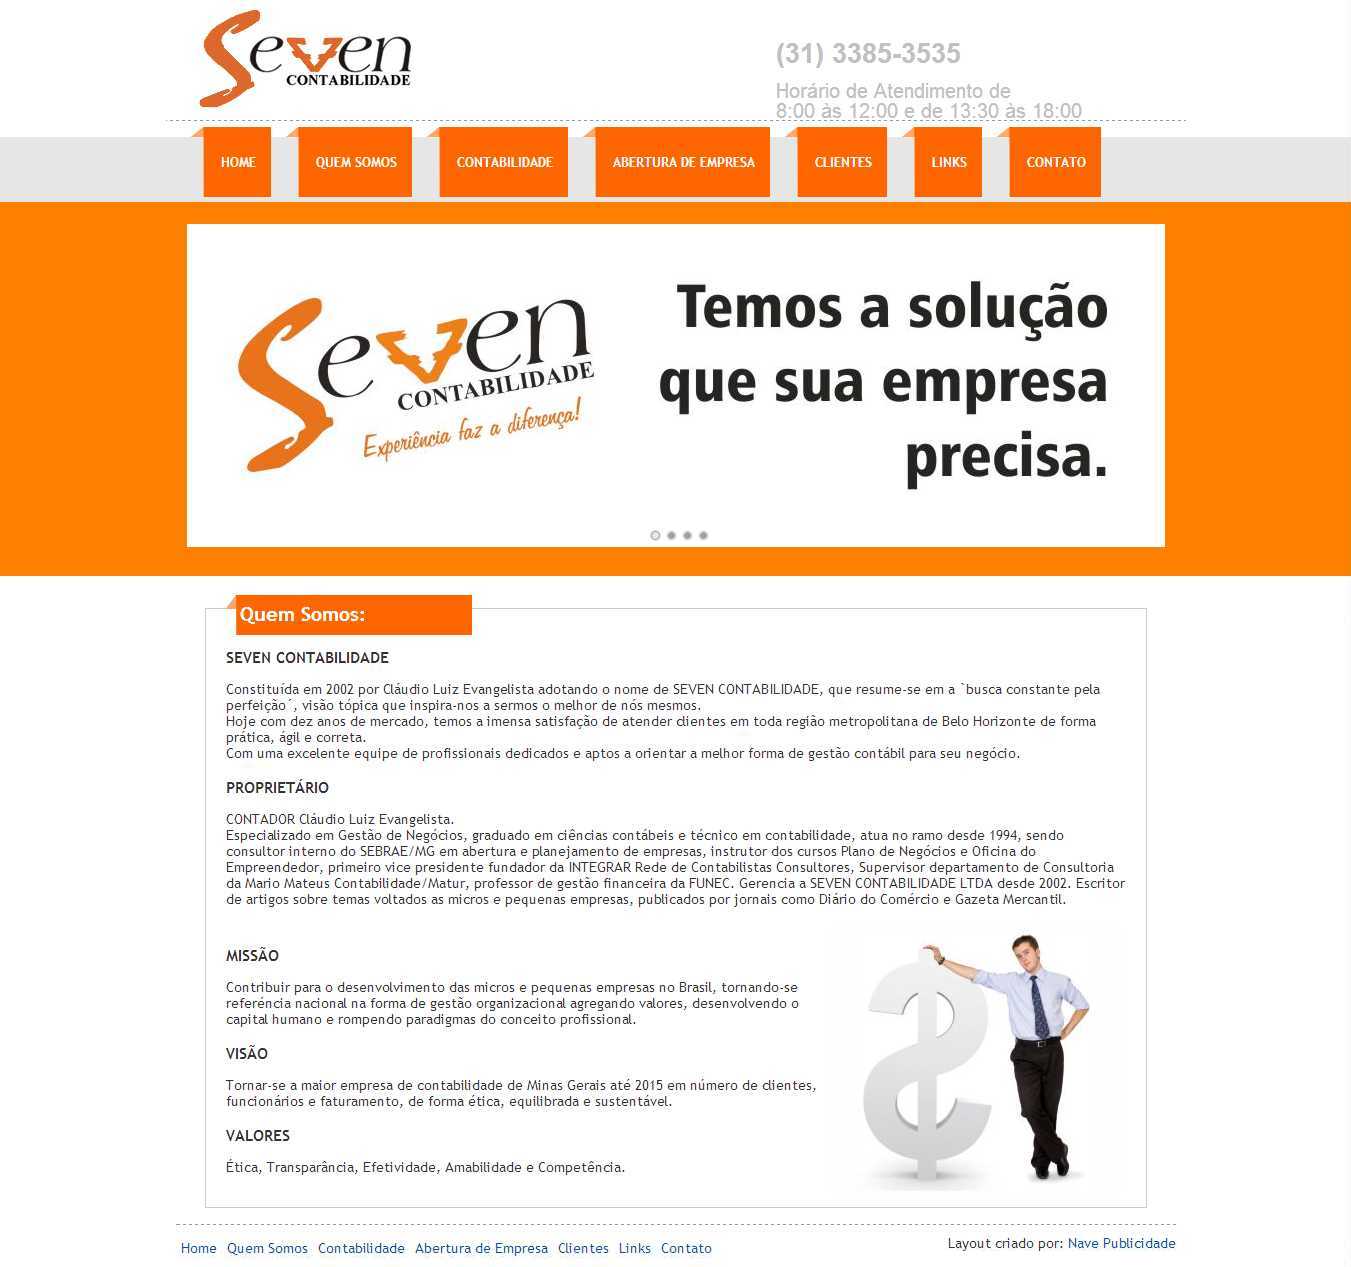 Seven
CONTABILIDADE
(31) 3385-3535
Horário de Atendimento de
8:00 às 12:00 e de 13:30 às 18:00
HOME QUEM SOMOS CONTABILIDADE ABERTURA DE EMPRESA CLIENTES LINKS CONTATO
Seven
CONTABILIDADE
Experiência faz a diferença!
Temos a solução
que sua empresa
precisa.
Quem Somos:
SEVEN CONTABILIDADE
Constituída em 2002 por Cláudio Luiz Evangelista adotando o nome de SEVEN CONTABILIDADE, que resume-se em a `busca constante pela
perfeição´, visão tópica que inspira-nos a sermos o melhor de nós mesmos.
Hoje com dez anos de mercado, temos a imensa satisfação de atender clientes em toda região metropolitana de Belo Horizonte de forma
prática, ágil e correta.
Com uma excelente equipe de profissionais dedicados e aptos a orientar a melhor forma de gestão contábil para seu negócio.
PROPRIETÁRIO
CONTADOR Cláudio Luiz Evangelista.
Especializado em Gestão de Negócios, graduado em ciências contábeis e técnico em contabilidade, atua no ramo desde 1994, sendo
consultor interno do SEBRAE/MG em abertura e planejamento de empresas, instrutor dos cursos Plano de Negócios e Oficina do
Empreendedor, primeiro vice presidente fundador da INTEGRAR Rede de Contabilistas Consultores, Supervisor departamento de Consultoria
da Mario Mateus Contabilidade/Matur, professor de gestão financeira da FUNEC. Gerencia a SEVEN CONTABILIDADE LTDA desde 2002. Escritor
de artigos sobre temas voltados as micros e pequenas empresas, publicados por jornais como Diário do Comércio e Gazeta Mercantil.
MISSÃO
Contribuir para o desenvolvimento das micros e pequenas empresas no Brasil, tornando-se
referência nacional na forma de gestão organizacional agregando valores, desenvolvendo o
capital humano e rompendo paradigmas do conceito profissional.
VISÃO
Tornar-se a maior empresa de contabilidade de Minas Gerais até 2015 em número de clientes,
funcionários e faturamento, de forma ética, equilibrada e sustentável.
VALORES
Ética, Transparância, Efetividade, Amabilidade e Competência.
Home Quem Somos Contabilidade Abertura de Empresa Clientes Links Contato
Layout criado por: Nave Publicidade